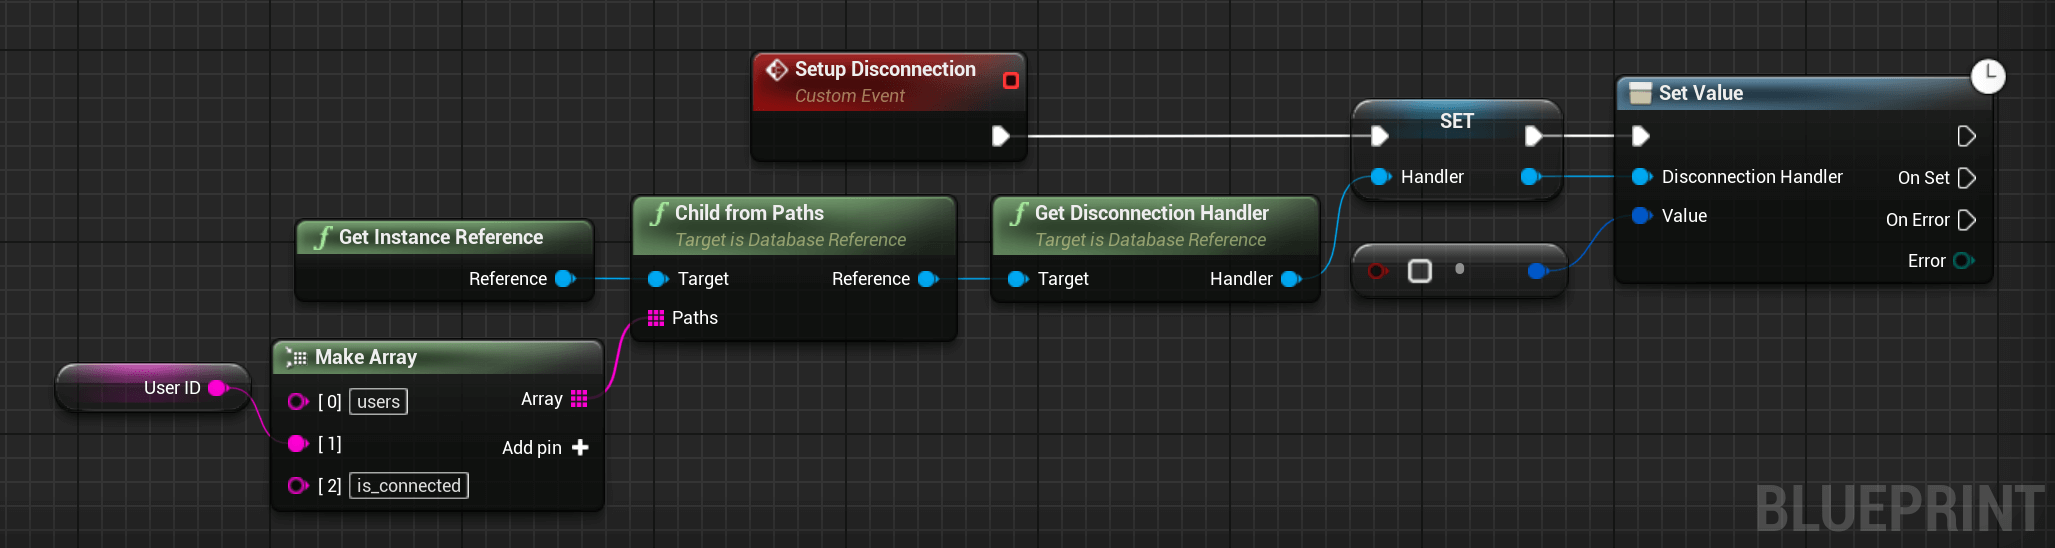 Setup Disconnection
Custom Event
SET
Handler
Set Value
Disconnection Handler
On Set
Value
On Error
Error
Get Instance Reference
Reference
Child from Paths
Target is Database Reference
Target
Reference
Paths
Get Disconnection Handler
Target is Database Reference
Target
Handler
User ID
Make Array
[ 0] users
Array
[ 1]
Add pin
[ 2] is_connected
BLUEPRINT